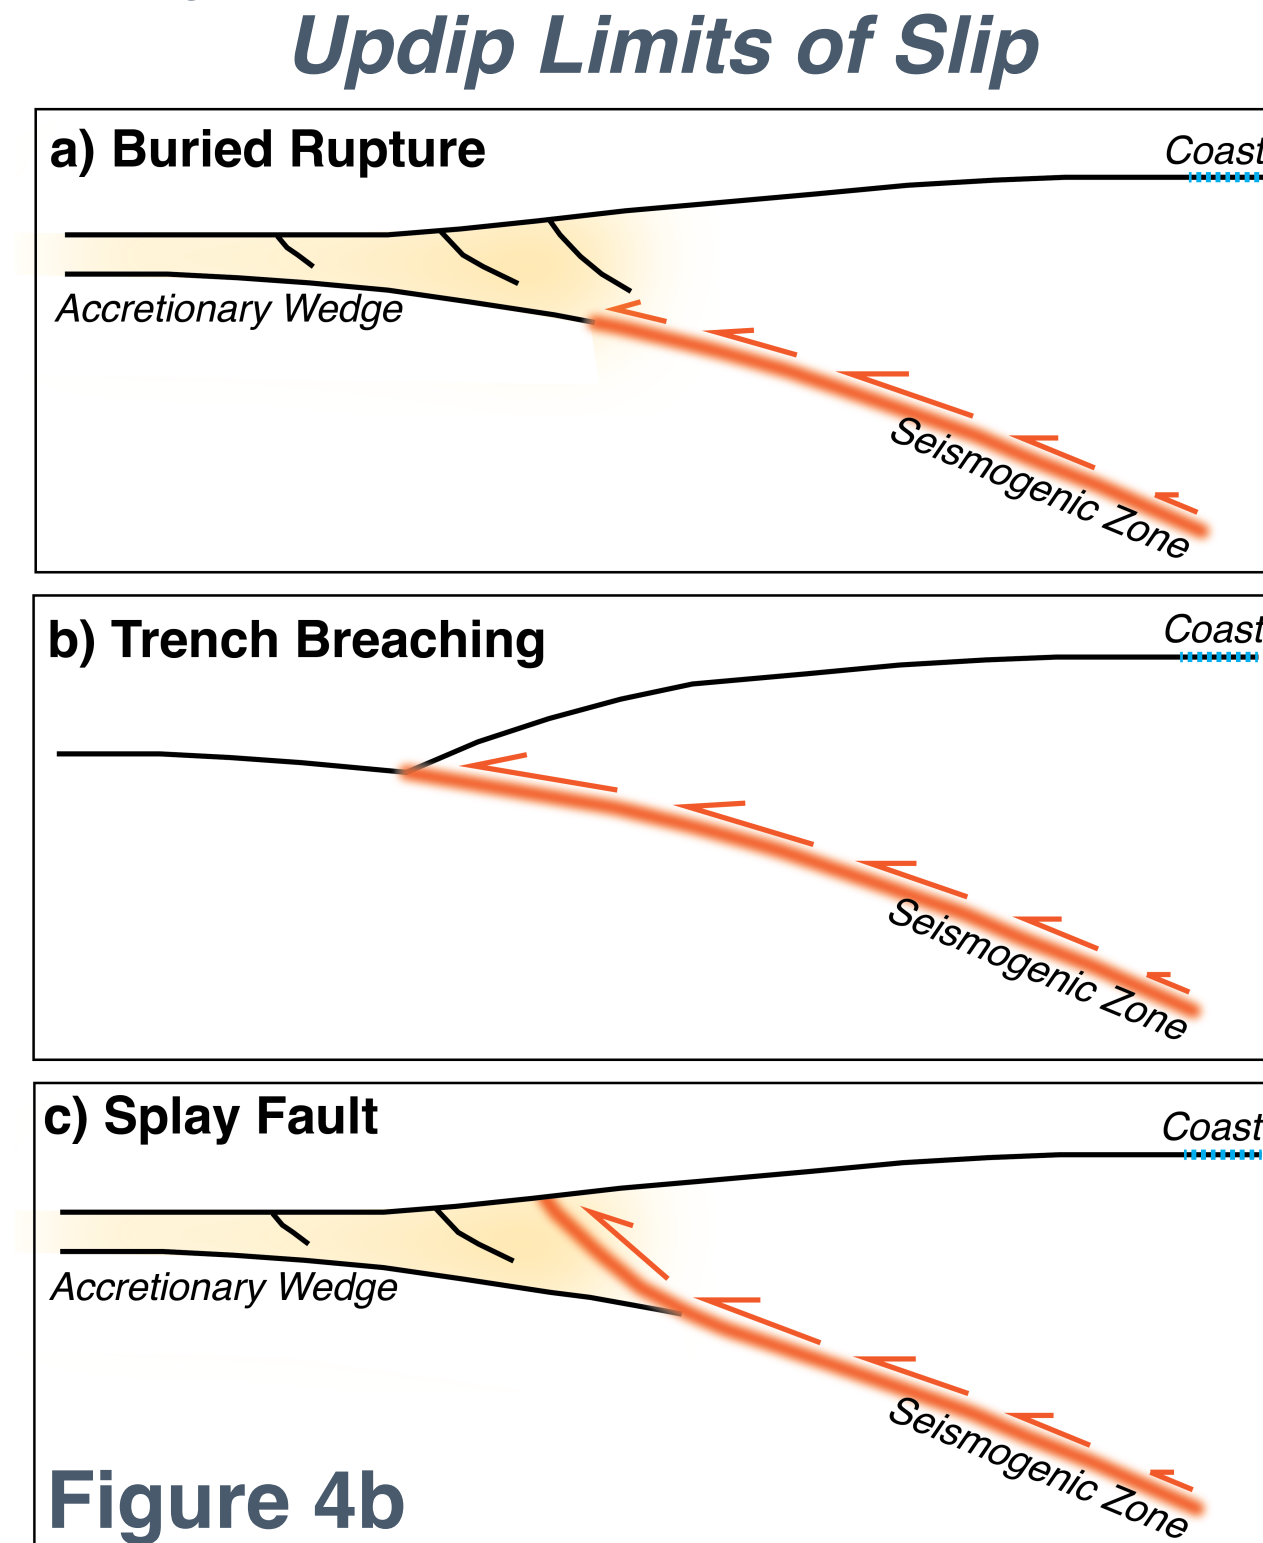 Updip Limits of Slip
a) Buried Rupture
Coast
Accretionary Wedge
Seismogenic Zone
b) Trench Breaching
Coast
Seismogenic Zone
c) Splay Fault
Coast
Accretionary Wedge
Seismogenic Zone
Figure 4b